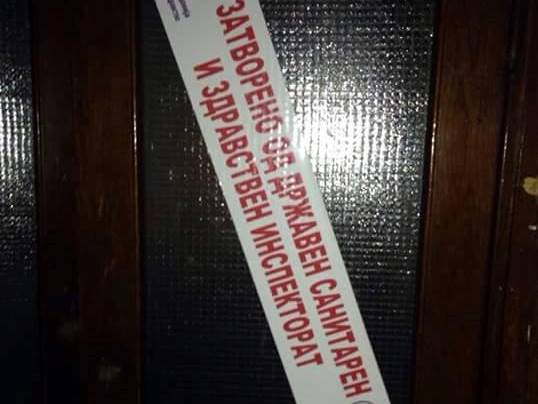 ЗАТВОРЕНО ОД ДРЖАВЕН САНИТАРЕН
И ЗДРАВСТВЕН ИНСПЕКТОРАТ